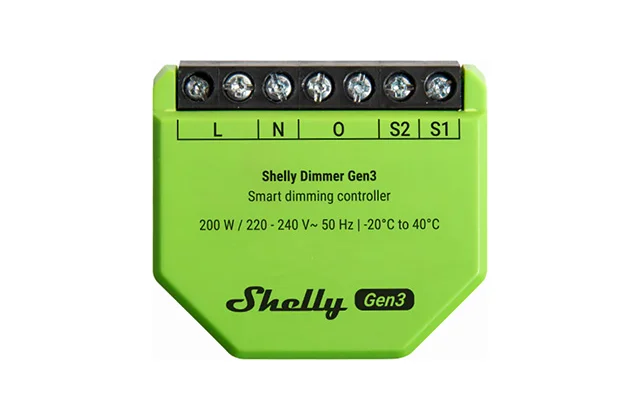 L N O S2 S1
Shelly Dimmer Gen3
Smart dimming controller
200 W / 220 - 240 V~ 50 Hz | -20°C to 40°C
Shelly Gen3